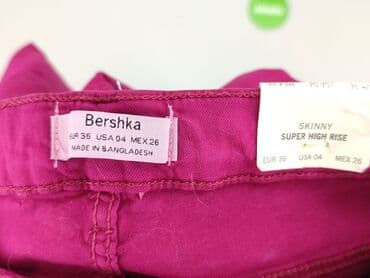 Bershka
EUR 36 USA 04 MEX 26
MADE IN BANGLADESH
SKINNY
SUPER HIGH RISE
EUR 36 USA 04 MEX 26